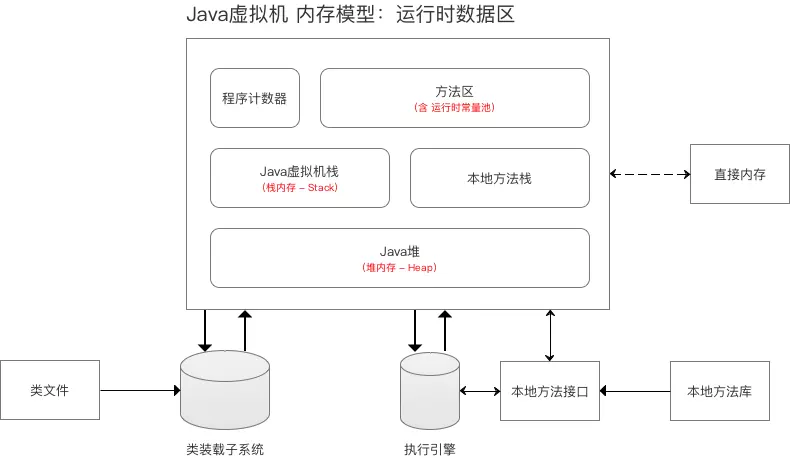 Java虚拟机 内存模型：运行时数据区
程序计数器
方法区
（含 运行时常量池）
Java虚拟机栈
（栈内存 – Stack）
本地方法栈
直接内存
Java堆
（堆内存 – Heap）
类文件
本地方法接口
本地方法库
类装载子系统
执行引擎